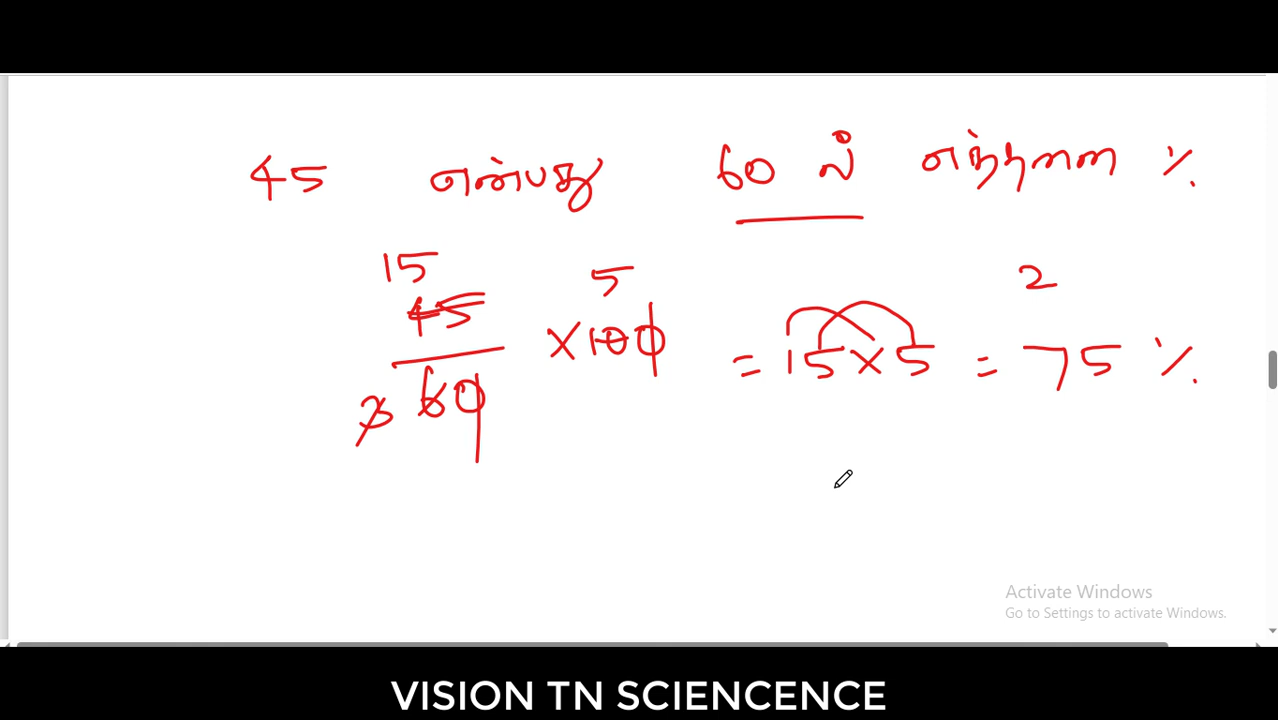 45 என்பது 60 ல் எத்தனை %
15 5 2
45/60 ×100 = 15×5 = 75 %
3
Activate Windows
Go to Settings to activate Windows.
VISION TN SCIENCENCE